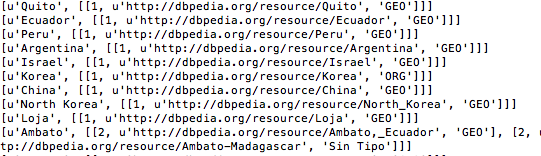 [u'Quito', [[1, u'http://dbpedia.org/resource/Quito', 'GEO']]]
[u'Ecuador', [[1, u'http://dbpedia.org/resource/Ecuador', 'GEO']]]
[u'Peru', [[1, u'http://dbpedia.org/resource/Peru', 'GEO']]]
[u'Argentina', [[1, u'http://dbpedia.org/resource/Argentina', 'GEO']]]
[u'Israel', [[1, u'http://dbpedia.org/resource/Israel', 'GEO']]]
[u'Korea', [[1, u'http://dbpedia.org/resource/Korea', 'ORG']]]
[u'China', [[1, u'http://dbpedia.org/resource/China', 'GEO']]]
[u'North Korea', [[1, u'http://dbpedia.org/resource/North_Korea', 'GEO']]]
[u'Loja', [[1, u'http://dbpedia.org/resource/Loja', 'GEO']]]
[u'Ambato', [[2, u'http://dbpedia.org/resource/Ambato,_Ecuador', 'GEO'], [2, u
tp://dbpedia.org/resource/Ambato-Madagascar', 'Sin Tipo']]]